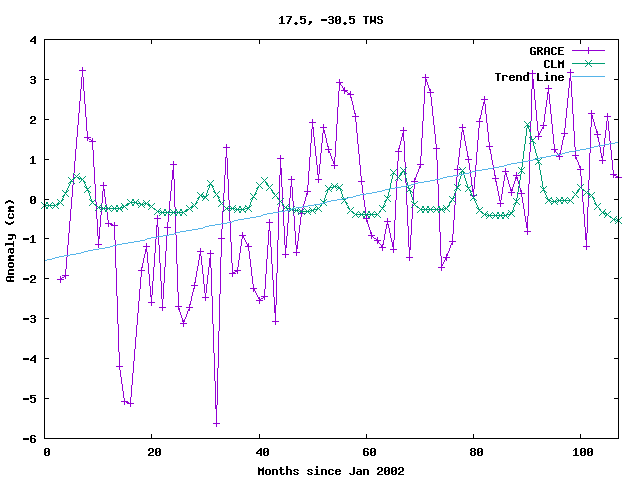 17.5, -30.5 TWS
GRACE
CLM
Trend Line
4
3
2
1
0
-1
-2
-3
-4
-5
-6
Anomaly (cm)
0 20 40 60 80 100
Months since Jan 2002